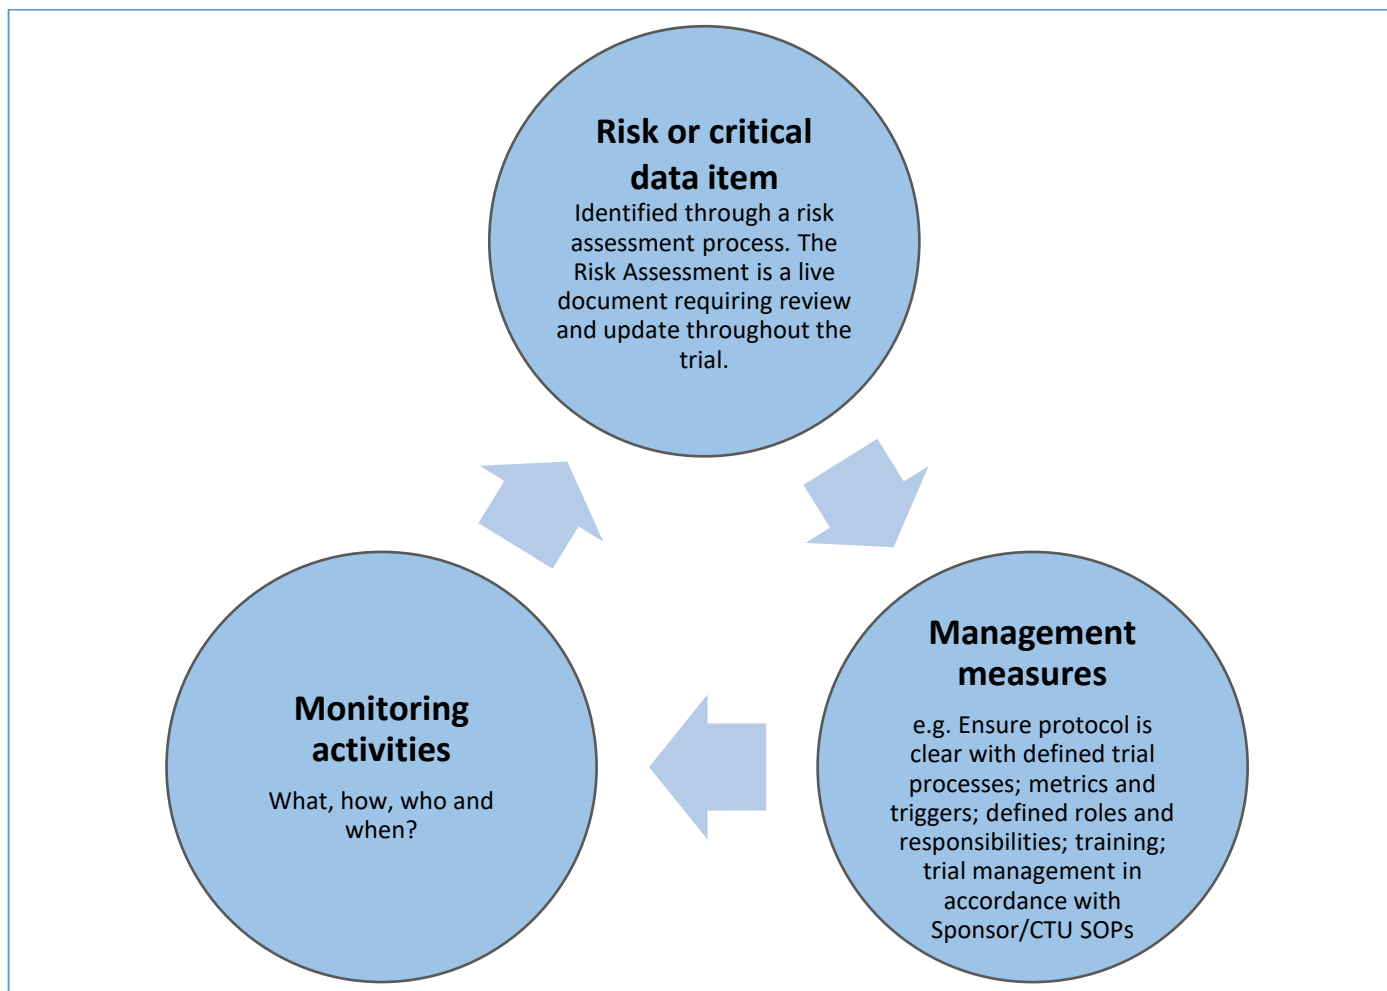 Risk or critical
data item
Identified through a risk
assessment process. The
Risk Assessment is a live
document requiring review
and update throughout the
trial.
Management
measures
e.g. Ensure protocol is
clear with defined trial
processes; metrics and
triggers; defined roles and
responsibilities; training;
trial management in
accordance with
Sponsor/CTU SOPs
Monitoring
activities
What, how, who and
when?